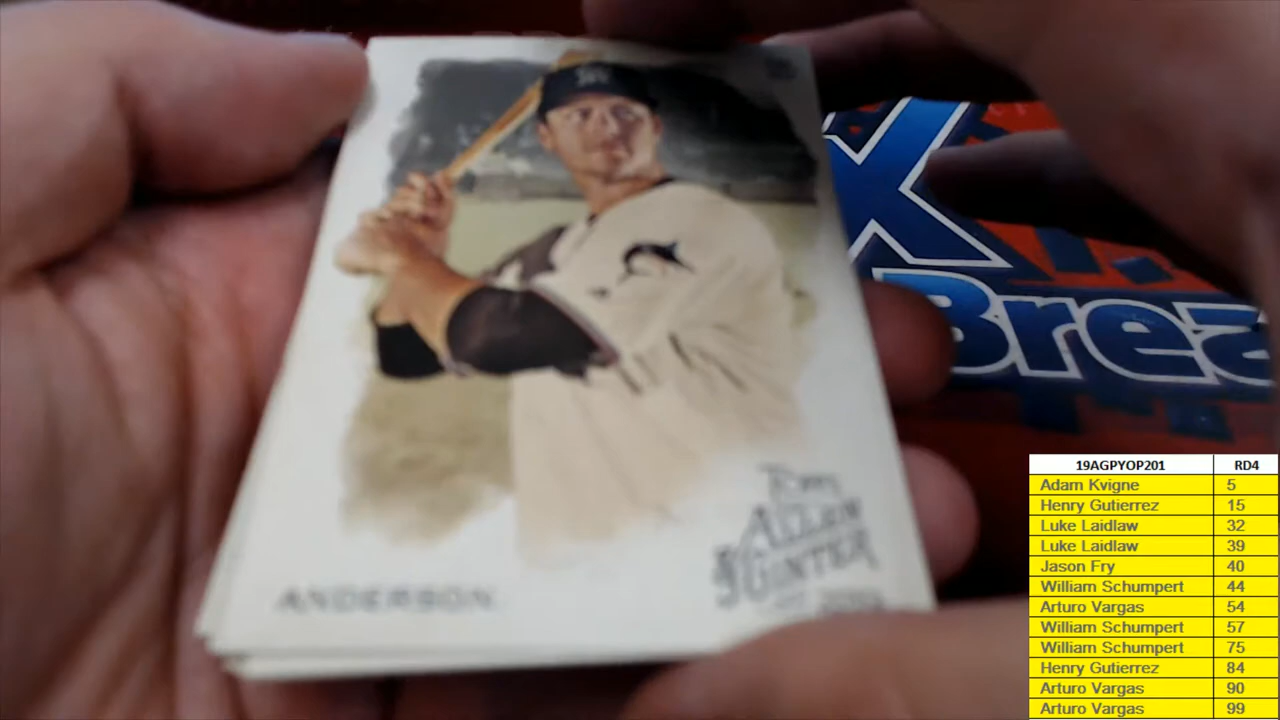 ANDERSON
Topps
ALLEN
& GINTER
X
Brea
19AGPYOP201 RD4
Adam Kvigne 5
Henry Gutierrez 15
Luke Laidlaw 32
Luke Laidlaw 39
Jason Fry 40
William Schumpert 44
Arturo Vargas 54
William Schumpert 57
William Schumpert 75
Henry Gutierrez 84
Arturo Vargas 90
Arturo Vargas 99